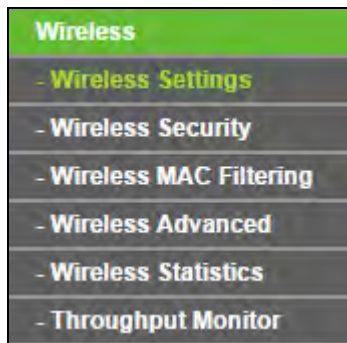 Wireless
- Wireless Settings
- Wireless Security
- Wireless MAC Filtering
- Wireless Advanced
- Wireless Statistics
- Throughput Monitor